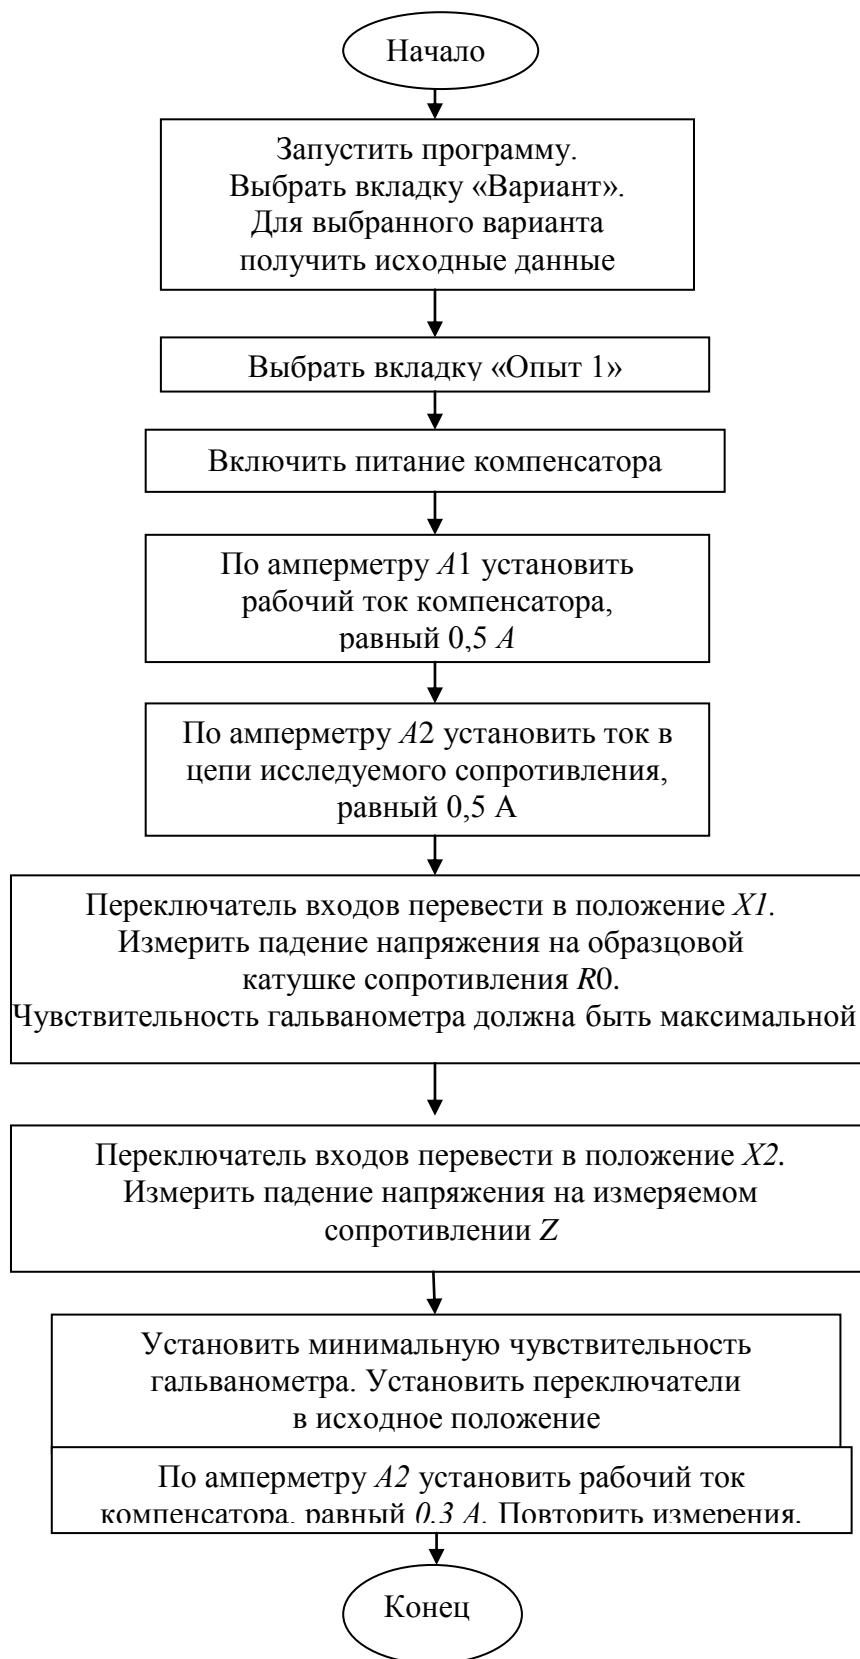 Начало
Запустить программу.
Выбрать вкладку «Вариант».
Для выбранного варианта
получить исходные данные
Выбрать вкладку «Опыт 1»
Включить питание компенсатора
По амперметру А1 установить
рабочий ток компенсатора,
равный 0,5 А
По амперметру А2 установить ток в
цепи исследуемого сопротивления,
равный 0,5 А
Переключатель входов перевести в положение X1.
Измерить падение напряжения на образцовой
катушке сопротивления R0.
Чувствительность гальванометра должна быть максимальной
Переключатель входов перевести в положение X2.
Измерить падение напряжения на измеряемом
сопротивлении Z
Установить минимальную чувствительность
гальванометра. Установить переключатели
в исходное положение
По амперметру А2 установить рабочий ток
компенсатора, равный 0,3 А. Повторить измерения.
Конец